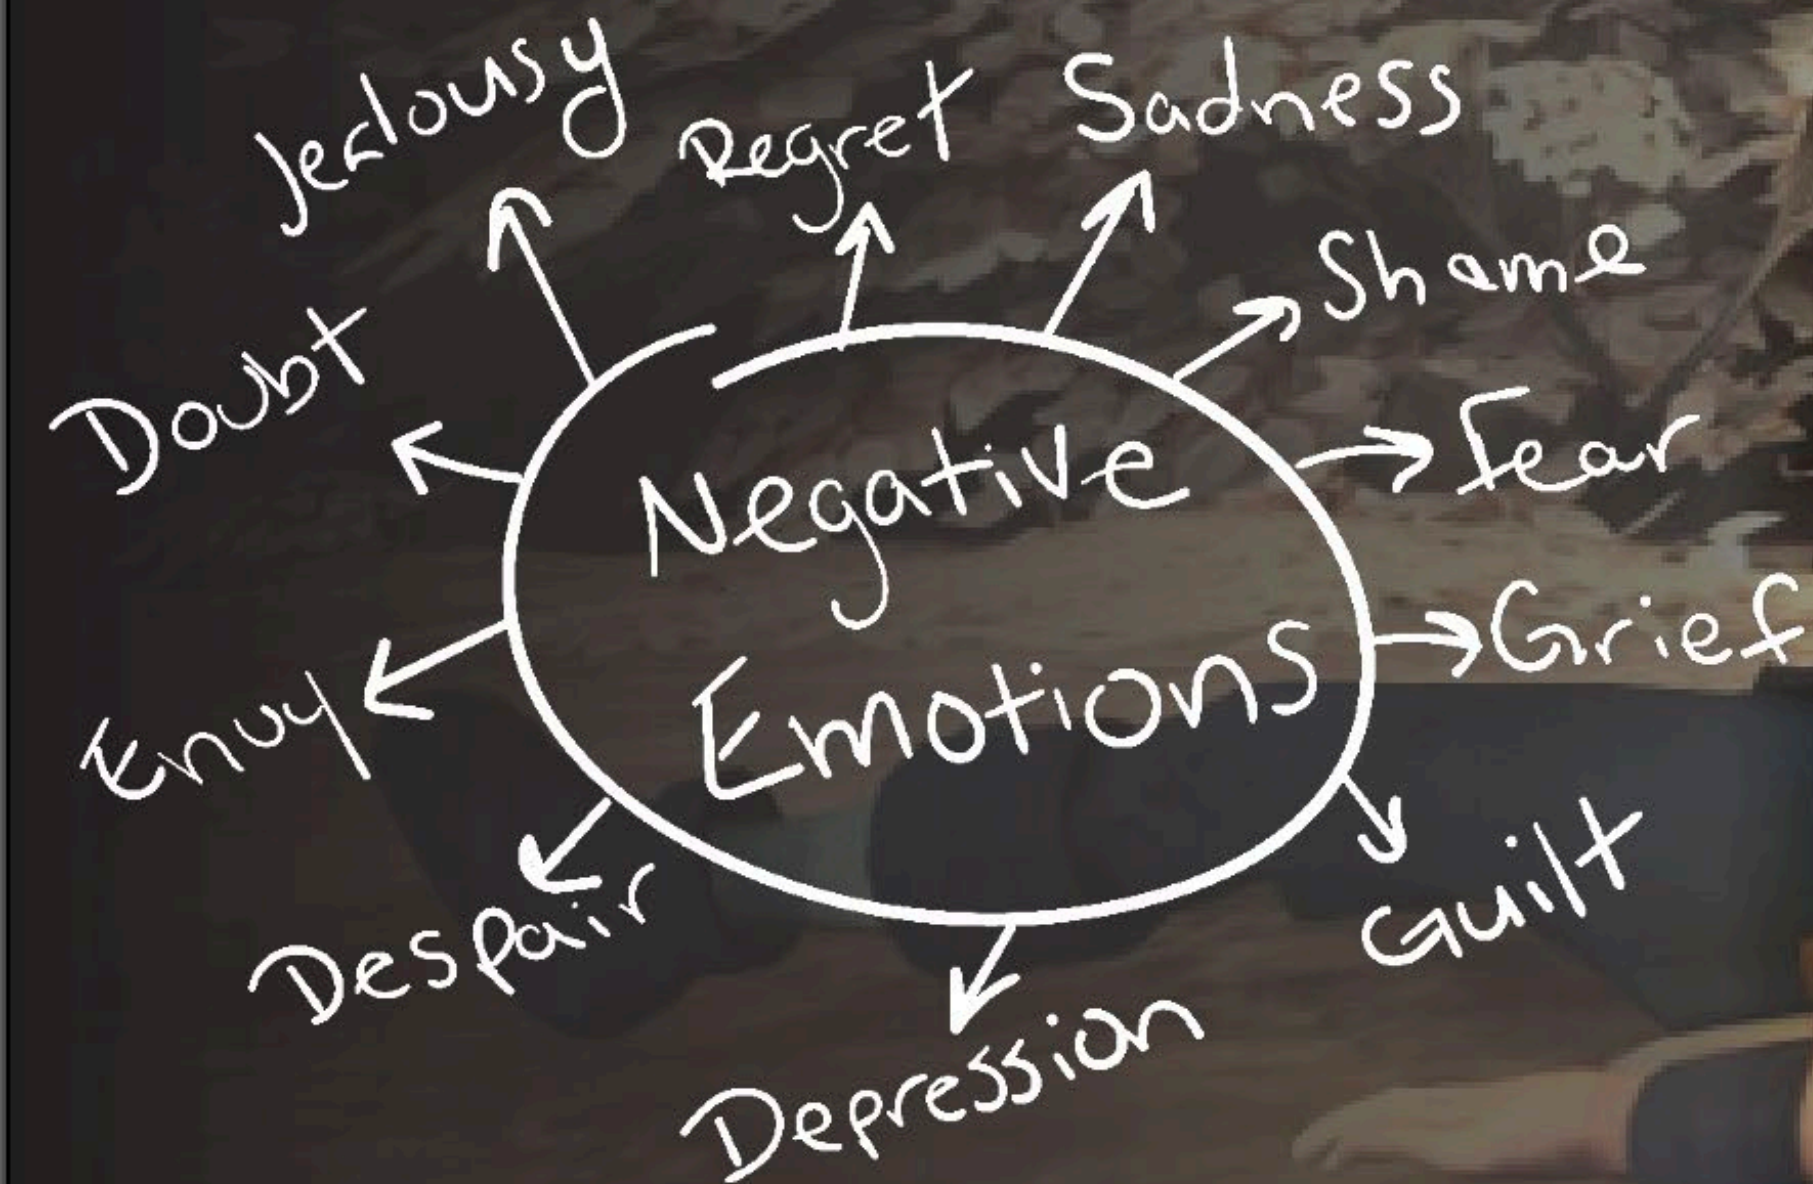 Jealousy
Regret
Sadness
Shame
Doubt
Fear
Negative
Emotions
Grief
Envy
Guilt
Despair
Depression